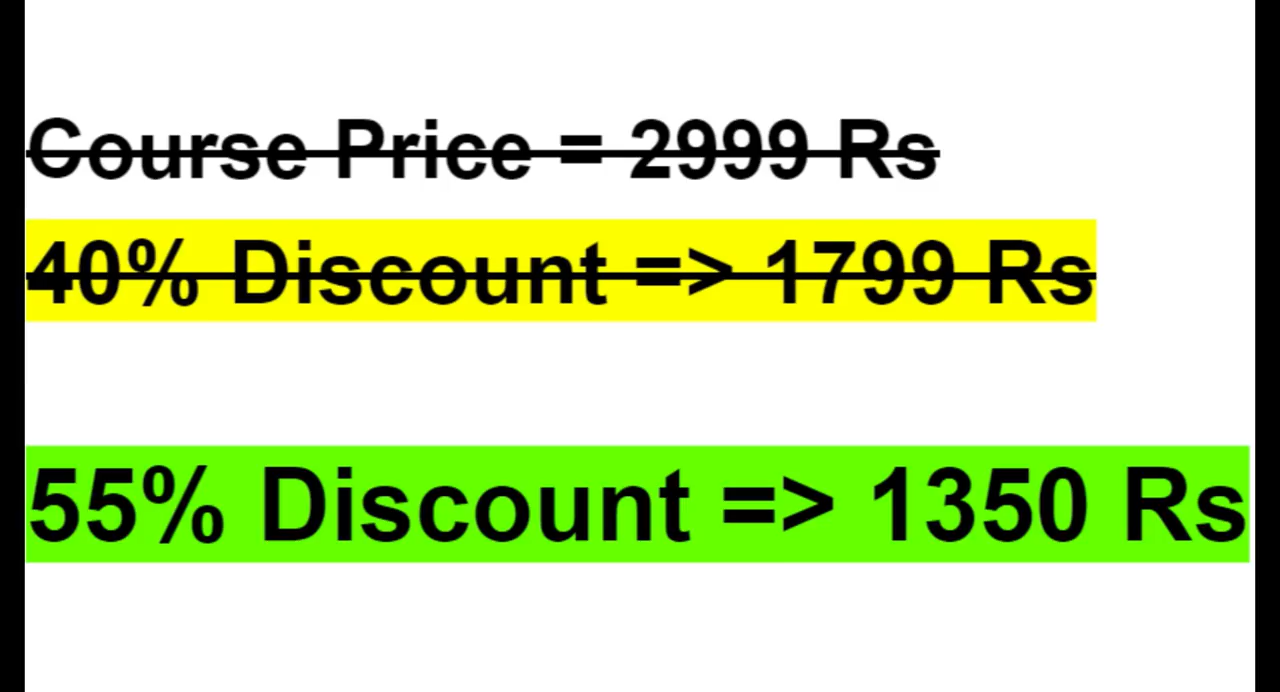 Course Price = 2999 Rs
40% Discount => 1799 Rs
55% Discount => 1350 Rs